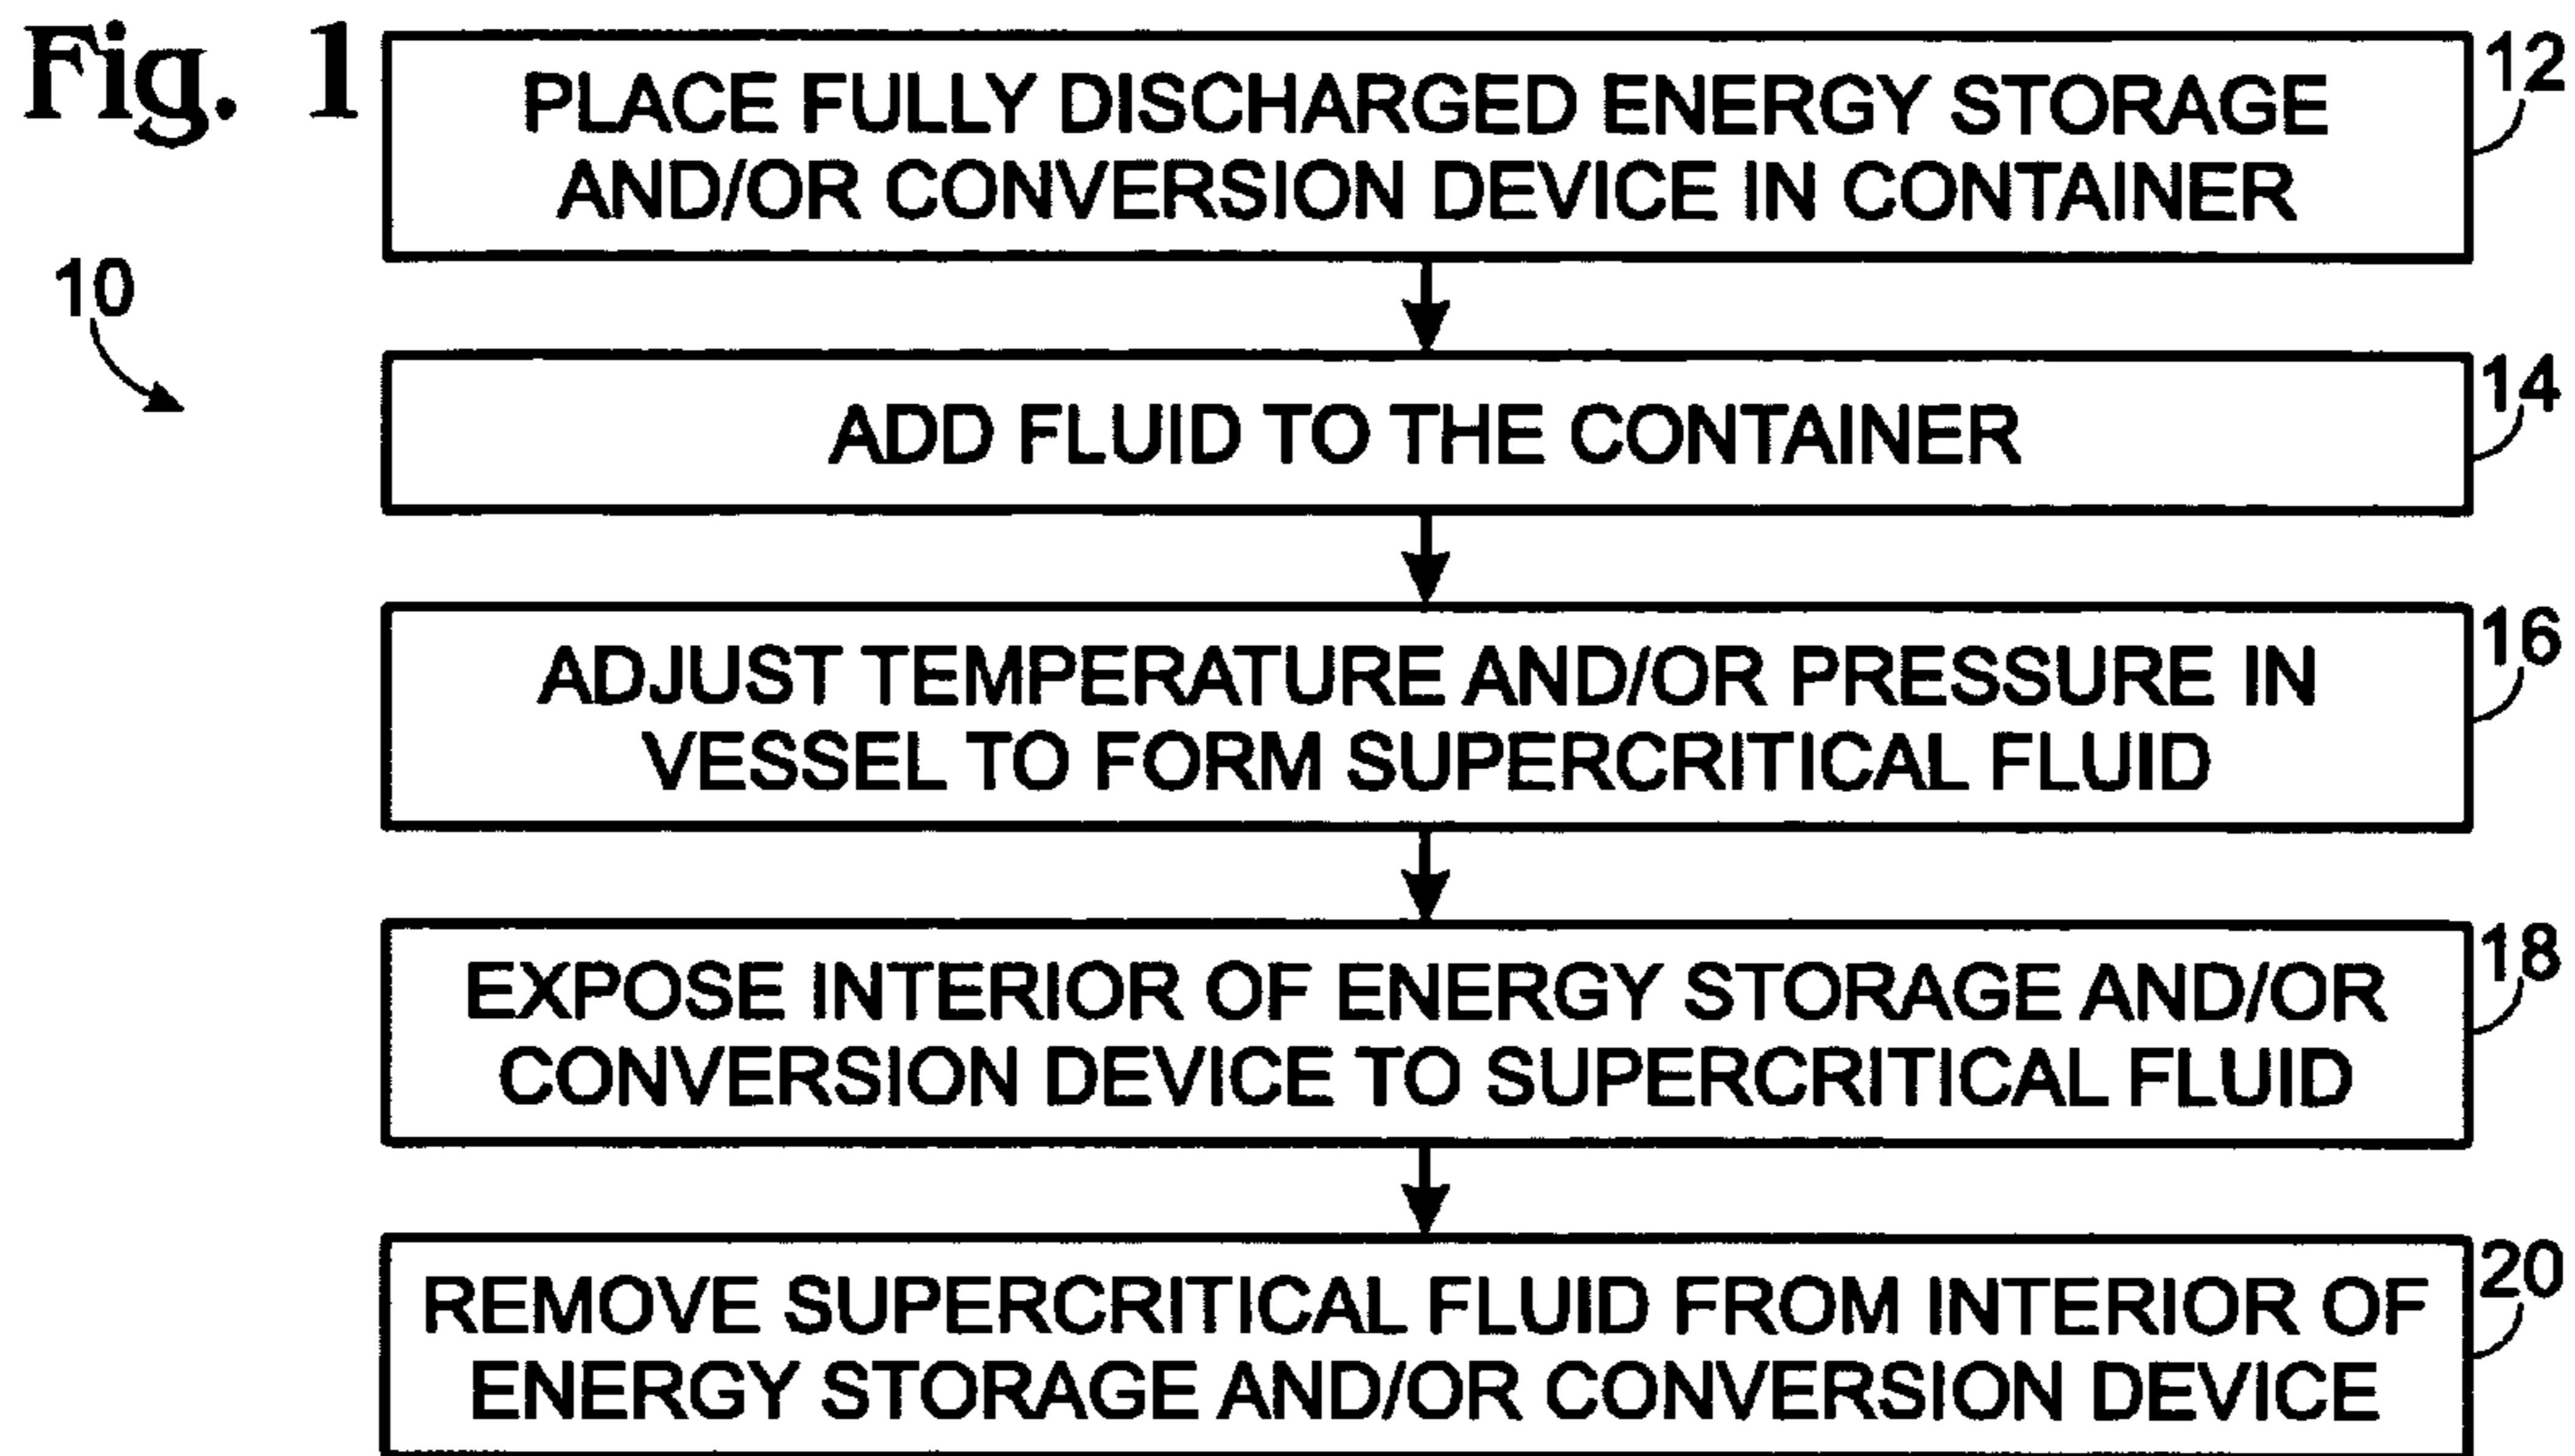 Fig. 1
10
PLACE FULLY DISCHARGED ENERGY STORAGE
AND/OR CONVERSION DEVICE IN CONTAINER
12
ADD FLUID TO THE CONTAINER
14
ADJUST TEMPERATURE AND/OR PRESSURE IN
VESSEL TO FORM SUPERCRITICAL FLUID
16
EXPOSE INTERIOR OF ENERGY STORAGE AND/OR
CONVERSION DEVICE TO SUPERCRITICAL FLUID
18
REMOVE SUPERCRITICAL FLUID FROM INTERIOR OF
ENERGY STORAGE AND/OR CONVERSION DEVICE
20